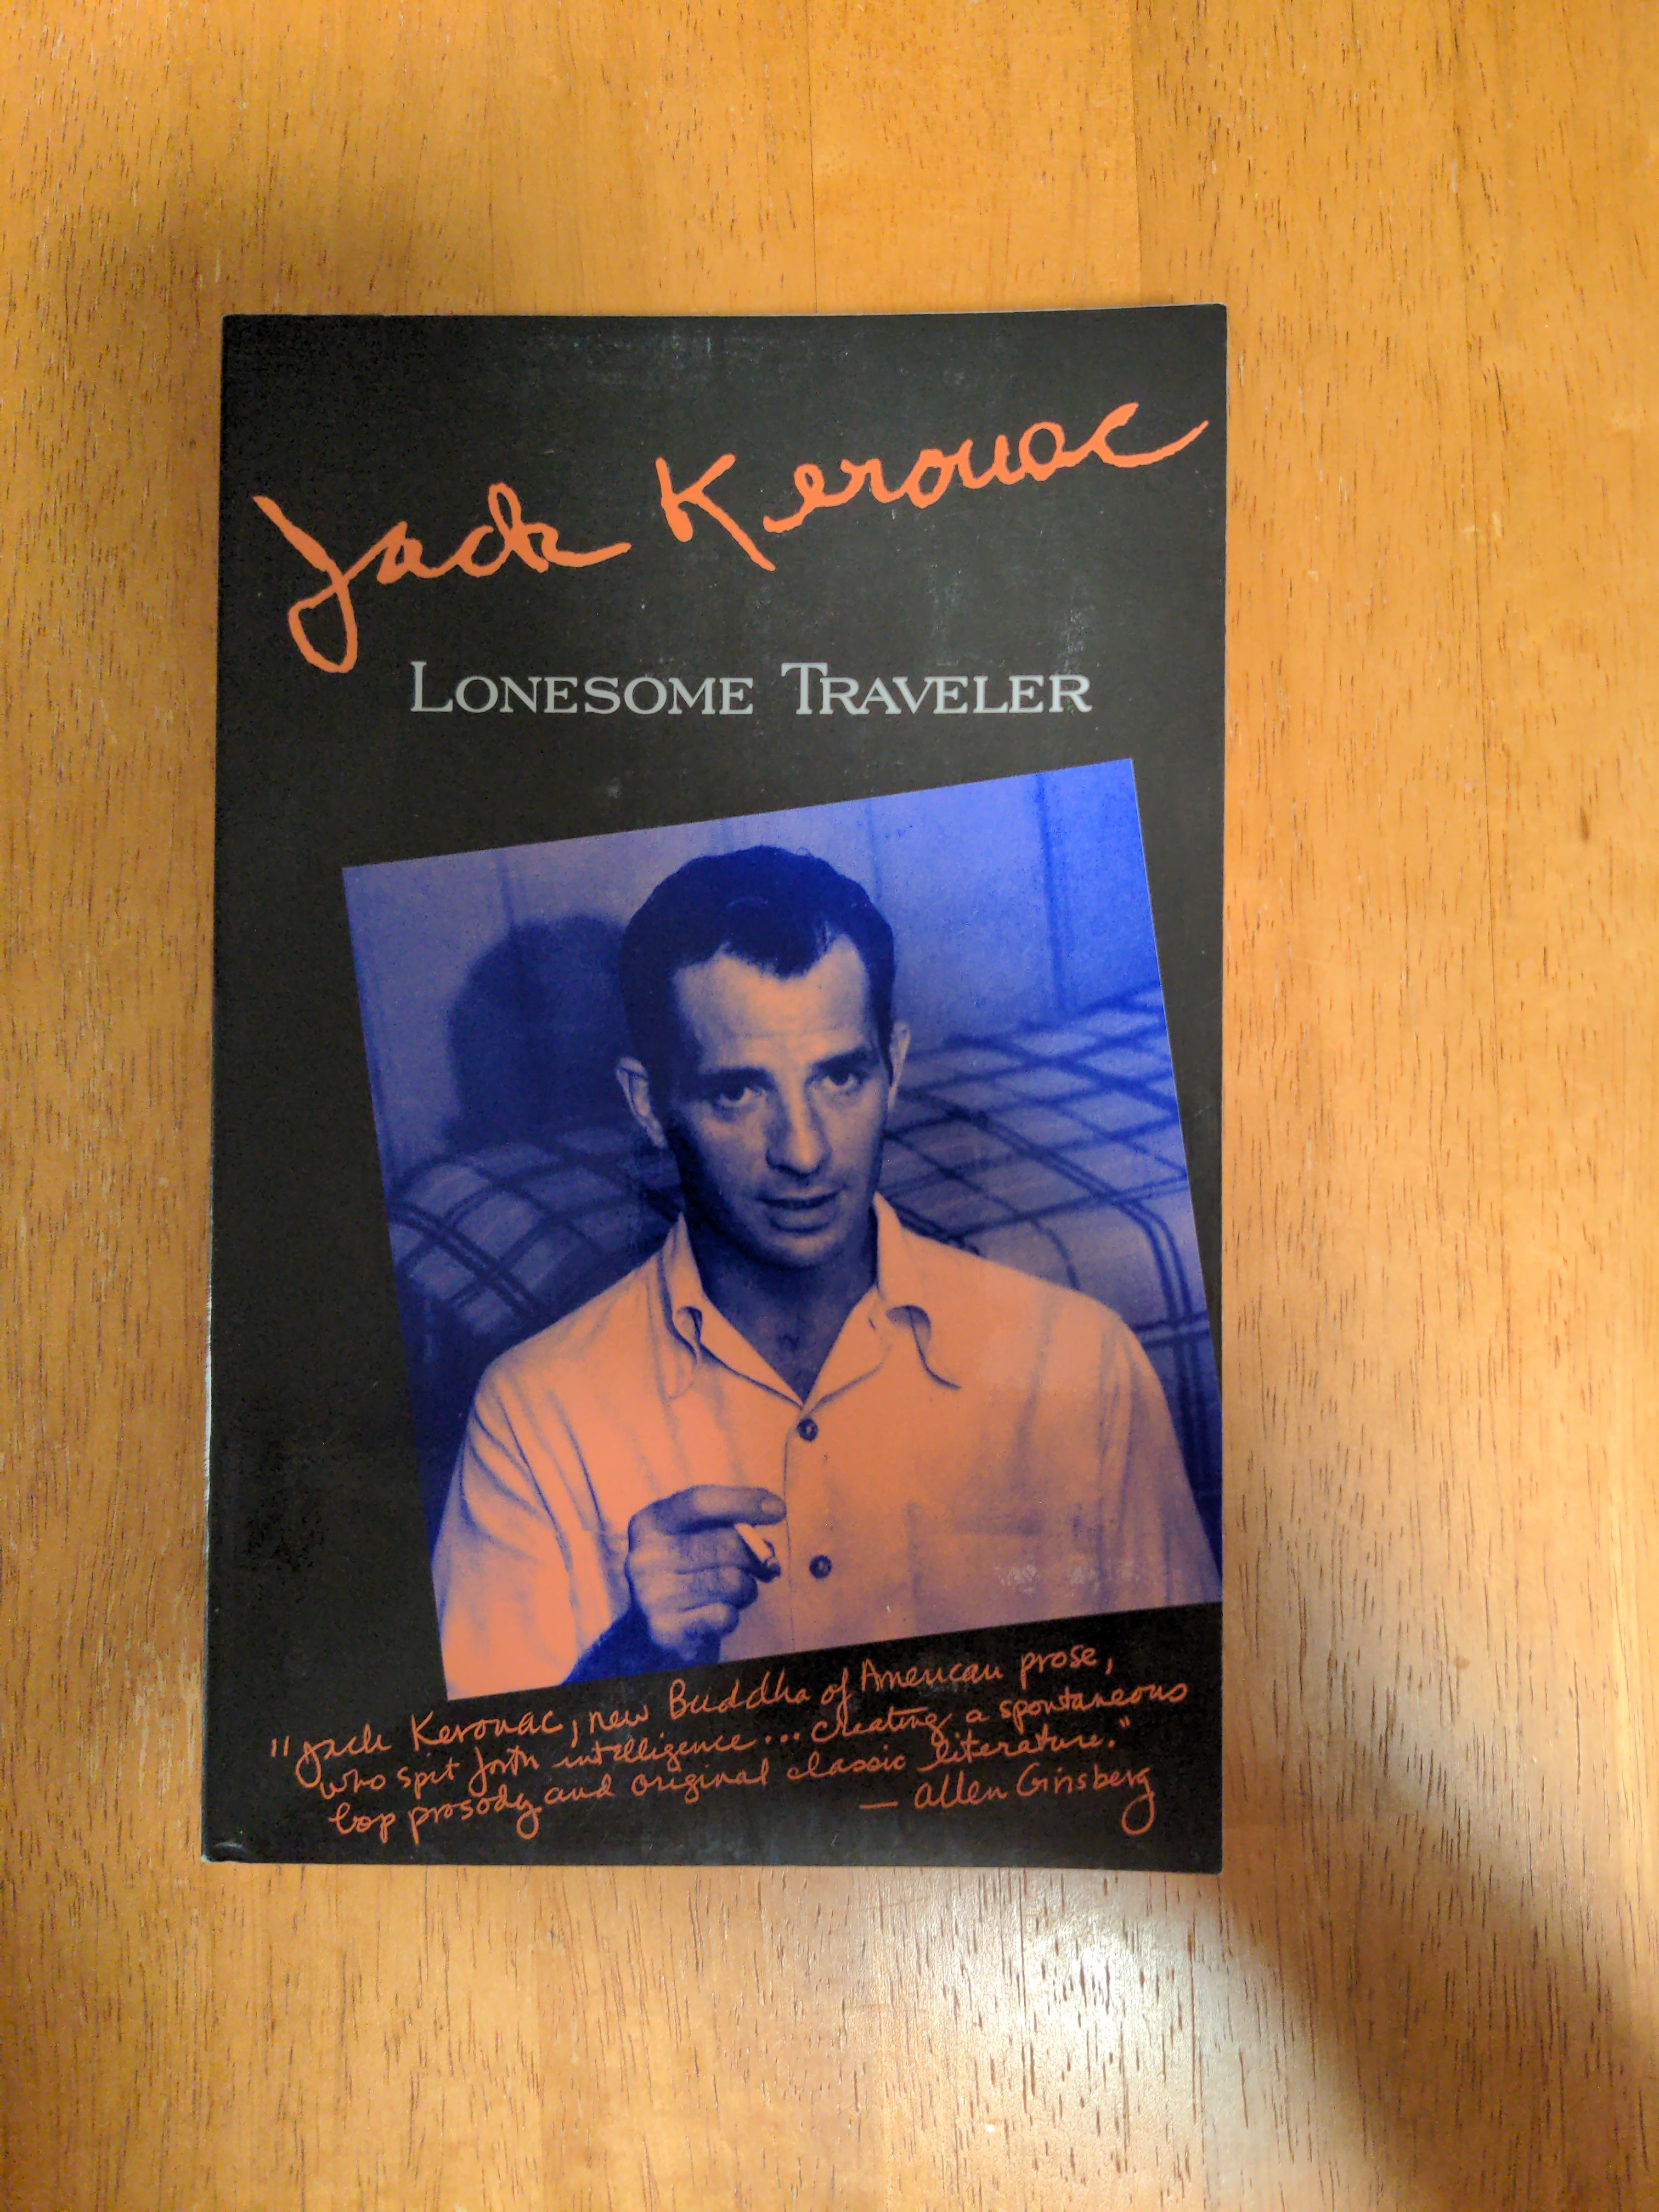 Jack Kerouac
LONESOME TRAVELER
"Jack Kerouac, new Buddha of American prose,
who spit forth intelligence... creating a spontaneous
bop prosody and original classic literature."
— Allen Ginsberg